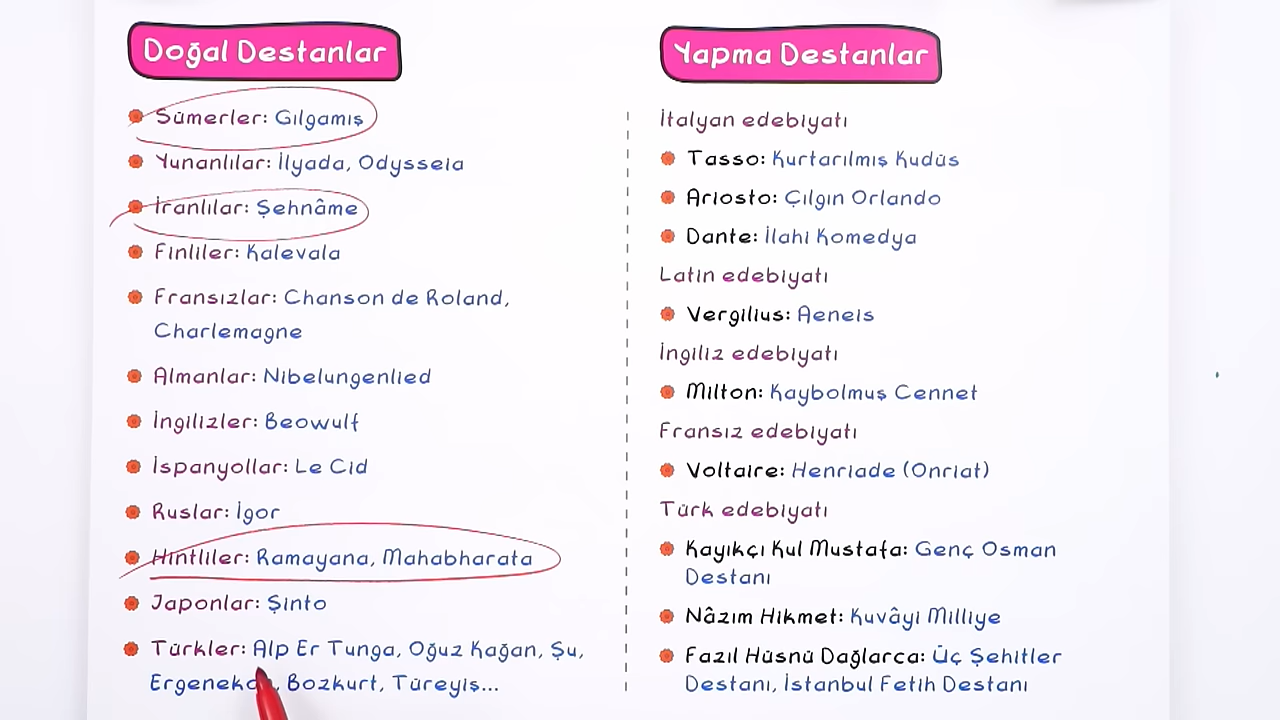 Doğal Destanlar
Sümerler: Gılgamış
Yunanlılar: İlyada, Odysseia
İranlılar: Şehnâme
Finliler: Kalevala
Fransızlar: Chanson de Roland,
Charlemagne
Almanlar: Nibelungenlied
İngilizler: Beowulf
İspanyollar: Le Cid
Ruslar: İgor
Hintliler: Ramayana, Mahabharata
Japonlar: Şinto
Türkler: Alp Er Tunga, Oğuz Kağan, Şu,
Bozkurt, Türeyiş...
Yapma Destanlar
İtalyan edebiyatı
Tasso: Kurtarılmış Kudüs
Ariosto: Çılgın Orlando
Dante: İlahi Komedya
Latin edebiyatı
Vergilius: Aeneis
İngiliz edebiyatı
Milton: Kaybolmuş Cennet
Fransız edebiyatı
Voltaire: Henriade (Onriat)
Türk edebiyatı
Kayıkçı Kul Mustafa: Genç Osman
Destanı
Nâzım Hikmet: Kuvâyi Milliye
Fazıl Hüsnü Dağlarca: Üç Şehitler
Destanı, İstanbul Fetih Destanı